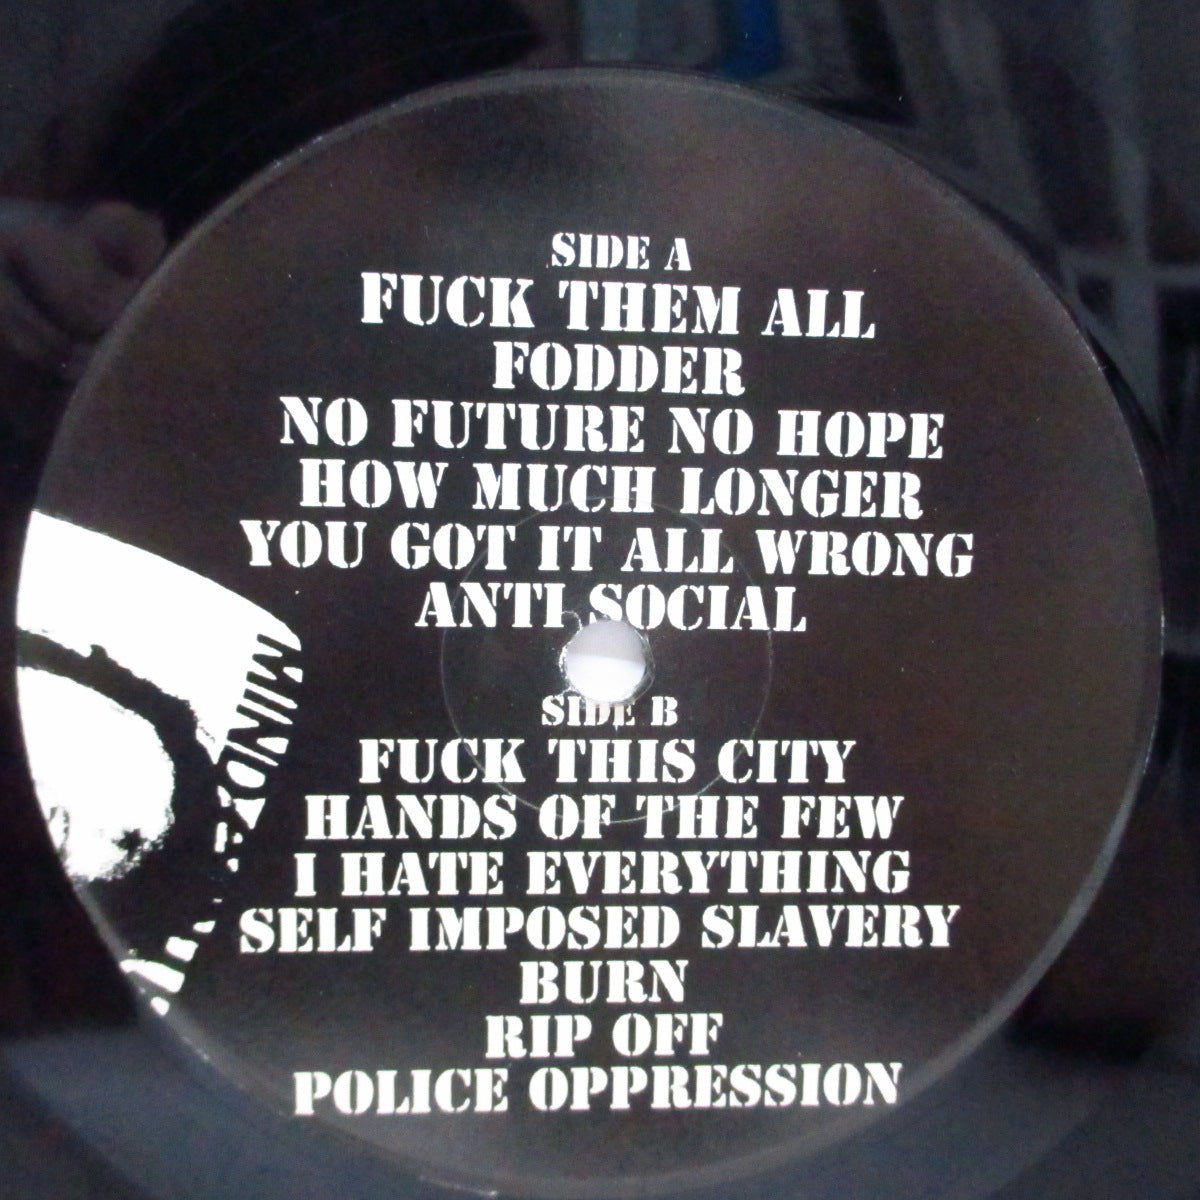 SIDE A
FUCK THEM ALL
FODDER
NO FUTURE NO HOPE
HOW MUCH LONGER
YOU GOT IT ALL WRONG
ANTI SOCIAL
SIDE B
FUCK THIS CITY
HANDS OF THE FEW
I HATE EVERYTHING
SELF IMPOSED SLAVERY
BURN
RIP OFF
POLICE OPPRESSION